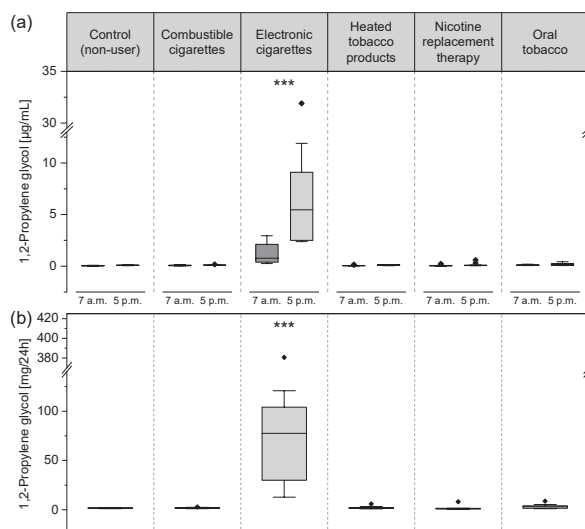 (a)
Control
(non-user)
Combustible
cigarettes
Electronic
cigarettes
Heated
tobacco
products
Nicotine
replacement
therapy
Oral
tobacco
1,2-Propylene glycol [µg/mL]
35
30
10
5
0
***
7 a.m. 5 p.m. 7 a.m. 5 p.m. 7 a.m. 5 p.m. 7 a.m. 5 p.m. 7 a.m. 5 p.m. 7 a.m. 5 p.m.
(b)
1,2-Propylene glycol [mg/24h]
420
400
380
100
50
0
***